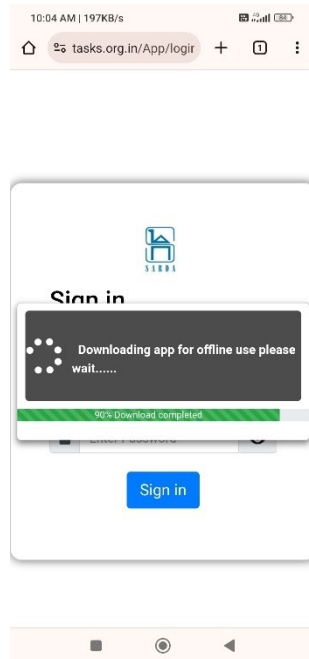 10:04 AM | 197KB/s
84
tasks.org.in/App/logir
1
SARDA
Sign in
Downloading app for offline use please
wait......
90% Download completed
Enter Password
Sign in